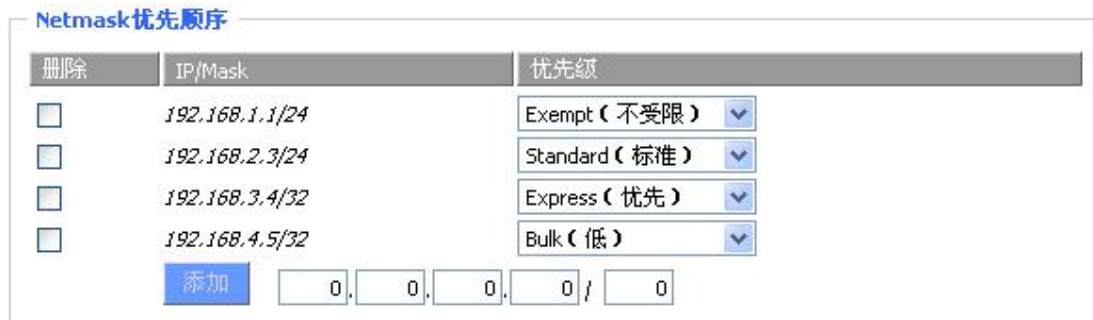 Netmask优先顺序
删除 IP/Mask 优先级
192.168.1.1/24 Exempt（不受限）
192.168.2.3/24 Standard（标准）
192.168.3.4/32 Express（优先）
192.168.4.5/32 Bulk（低）
添加 0. 0. 0. 0 / 0